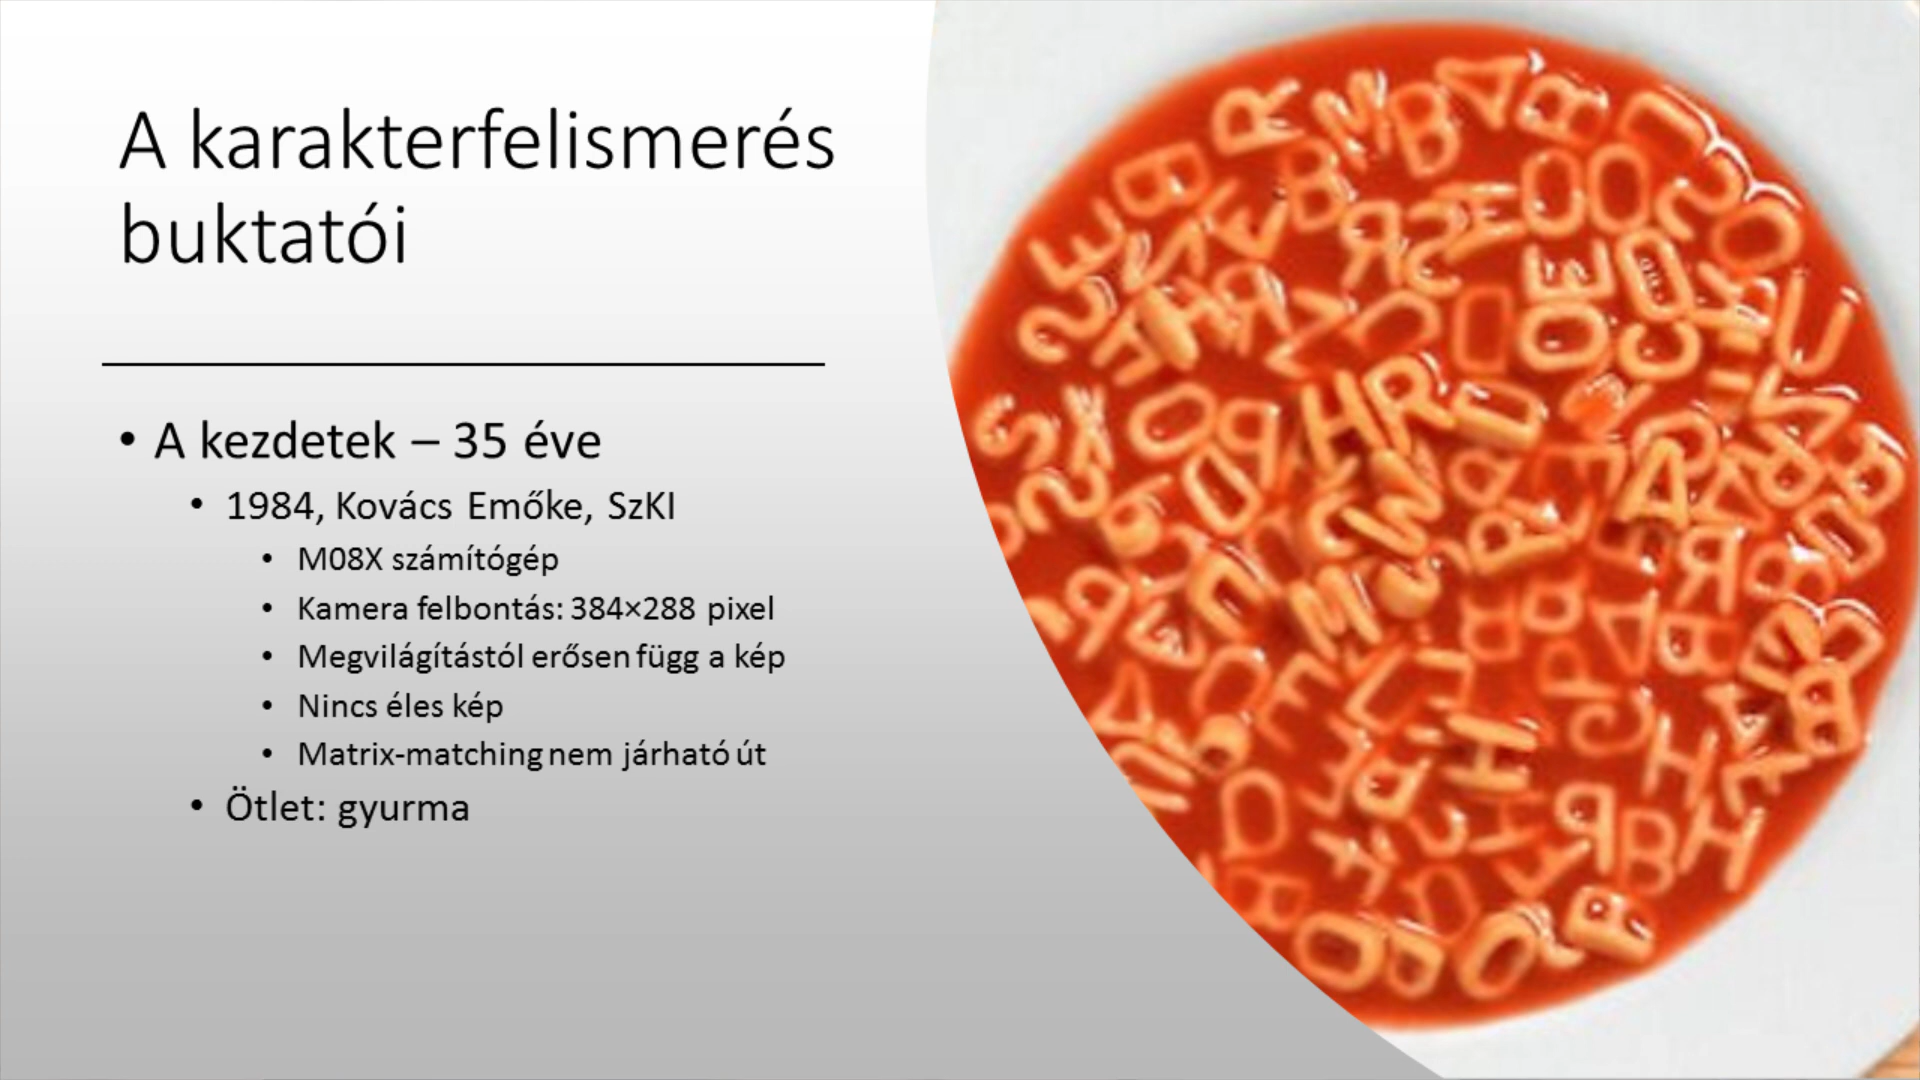 A karakterfelismerés
buktatói
• A kezdetek – 35 éve
• 1984, Kovács Emőke, SzKI
• M08X számítógép
• Kamera felbontás: 384×288 pixel
• Megvilágítástól erősen függ a kép
• Nincs éles kép
• Matrix-matching nem járható út
• Ötlet: gyurma